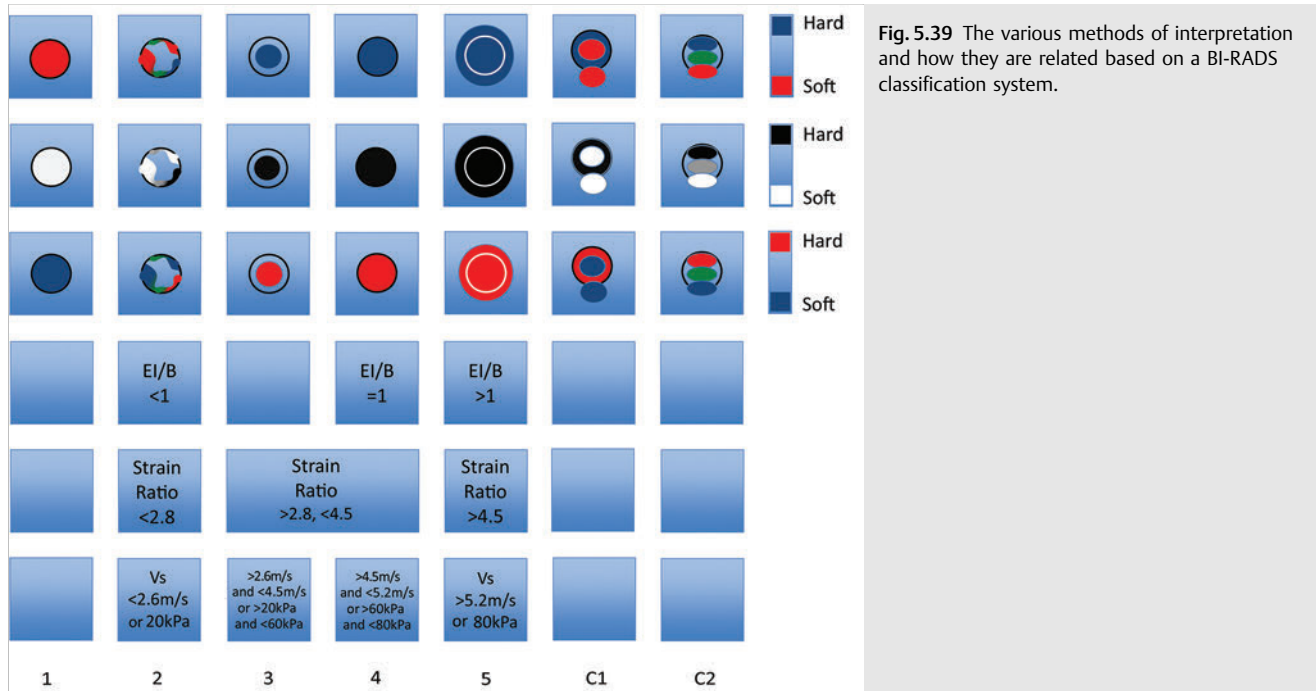 Hard
Soft
Fig. 5.39 The various methods of interpretation
and how they are related based on a BI-RADS
classification system.
Hard
Soft
Hard
Soft
EI/B
<1
EI/B
=1
EI/B
>1
Strain
Ratio
<2.8
Strain
Ratio
>2.8, <4.5
Strain
Ratio
>4.5
Vs
<2.6m/s
or 20kPa
>2.6m/s
and <4.5m/s
or >20kPa
and <60kPa
>4.5m/s
and <5.2m/s
or >60kPa
and <80kPa
Vs
>5.2m/s
or 80kPa
1 2 3 4 5 C1 C2